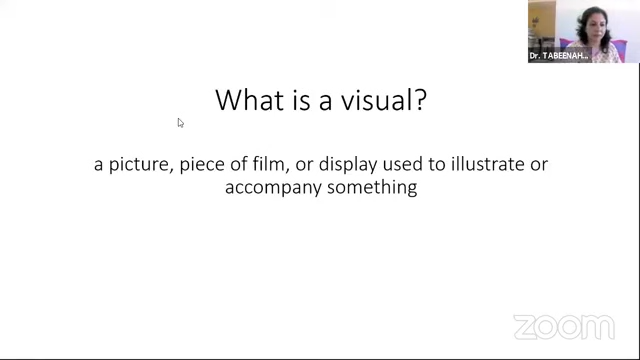 Dr. TABEENAH...
What is a visual?
a picture, piece of film, or display used to illustrate or
accompany something
zoom